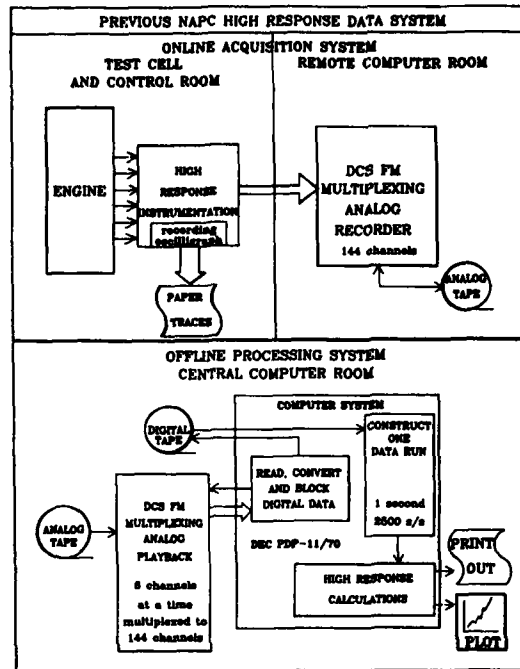 PREVIOUS NAPC HIGH RESPONSE DATA SYSTEM
ONLINE ACQUISITION SYSTEM
TEST CELL
AND CONTROL ROOM
REMOTE COMPUTER ROOM
ENGINE
HIGH
RESPONSE
INSTRUMENTATION
recording
oscilligraph
PAPER
TRACES
DCS FM
MULTIPLEXING
ANALOG
RECORDER
144 channels
ANALOG
TAPE
OFFLINE PROCESSING SYSTEM
CENTRAL COMPUTER ROOM
COMPUTER SYSTEM
DIGITAL
TAPE
CONSTRUCT
ONE
DATA RUN
1 second
2500 s/s
READ, CONVERT
AND BLOCK
DIGITAL DATA
DEC PDP-11/70
ANALOG
TAPE
DCS FM
MULTIPLEXING
ANALOG
PLAYBACK
6 channels
at a time
multiplexed to
144 channels
HIGH RESPONSE
CALCULATIONS
PRINT
OUT
PLOT